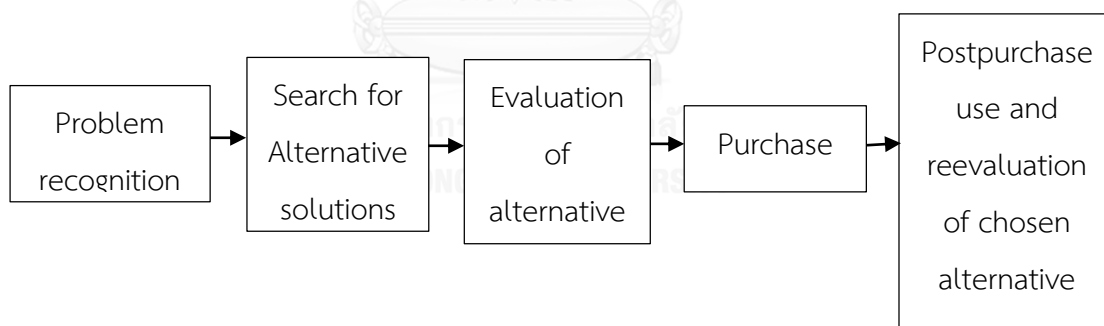 Problem
recognition
Search for
Alternative
solutions
Evaluation
of
alternative
Purchase
Postpurchase
use and
reevaluation
of chosen
alternative